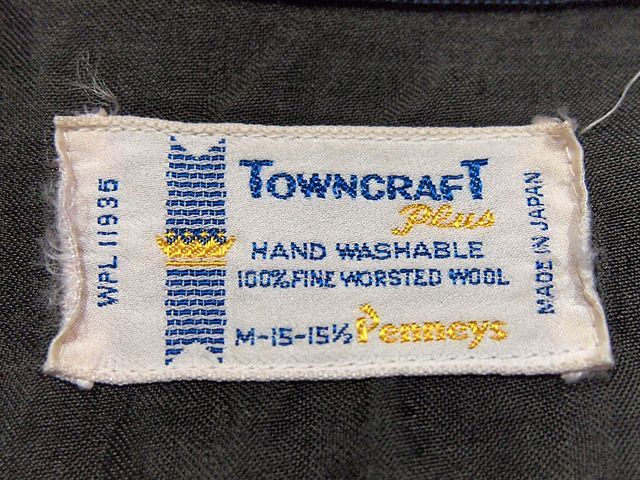 WPL 11935
TOWNCRAFT
Plus
HAND WASHABLE
100% FINE WORSTED WOOL
M-15-15½ Penneys
MADE IN JAPAN